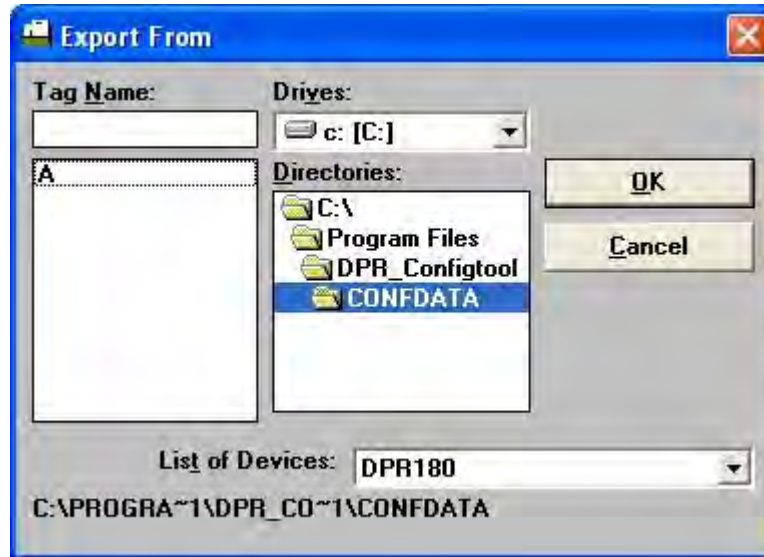 Export From
Tag Name:
Drives:
c: [C:]
A
Directories:
C:\
Program Files
DPR_Configtool
CONFDATA
OK
Cancel
List of Devices:
DPR180
C:\PROGRA~1\DPR_CO~1\CONFDATA